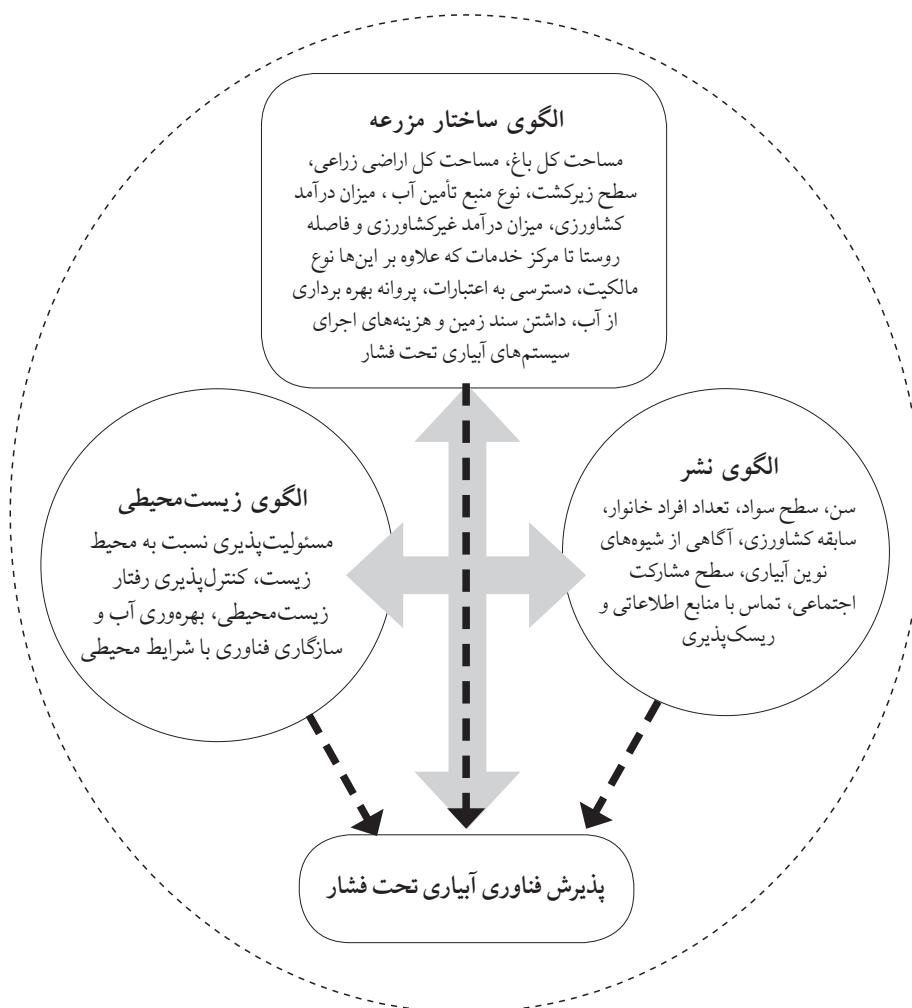 الگوی ساختار مزرعه
مساحت کل باغ، مساحت کل اراضی زراعی،
سطح زیرکشت، نوع منبع تأمین آب ، میزان درآمد
کشاورزی، میزان درآمد غیرکشاورزی و فاصله
روستا تا مرکز خدمات که علاوه بر این‌ها نوع
مالکیت، دسترسی به اعتبارات، پروانه بهره برداری
از آب، داشتن سند زمین و هزینه‌های اجرای
سیستم‌های آبیاری تحت فشار
الگوی نشر
سن، سطح سواد، تعداد افراد خانوار،
سابقه کشاورزی، آگاهی از شیوه‌های
نوین آبیاری، سطح مشارکت
اجتماعی، تماس با منابع اطلاعاتی و
ریسک‌پذیری
الگوی زیست‌محیطی
مسئولیت‌پذیری نسبت به محیط
زیست، کنترل‌پذیری رفتار
زیست‌محیطی، بهره‌وری آب و
سازگاری فناوری با شرایط محیطی
پذیرش فناوری آبیاری تحت فشار